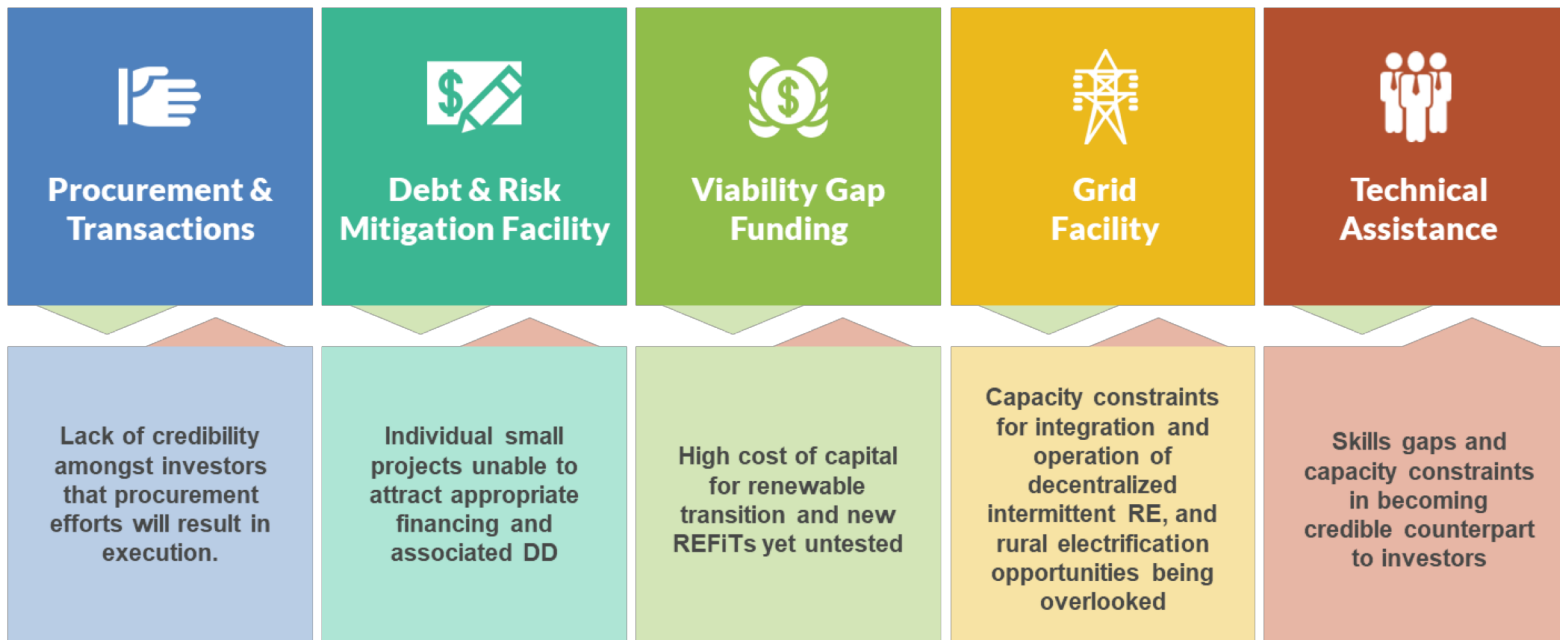 Procurement &
Transactions
Debt & Risk
Mitigation Facility
Viability Gap
Funding
Grid
Facility
Technical
Assistance
Lack of credibility
amongst investors
that procurement
efforts will result in
execution.
Individual small
projects unable to
attract appropriate
financing and
associated DD
High cost of capital
for renewable
transition and new
REFiTs yet untested
Capacity constraints
for integration and
operation of
decentralized
intermittent RE, and
rural electrification
opportunities being
overlooked
Skills gaps and
capacity constraints
in becoming
credible counterpart
to investors